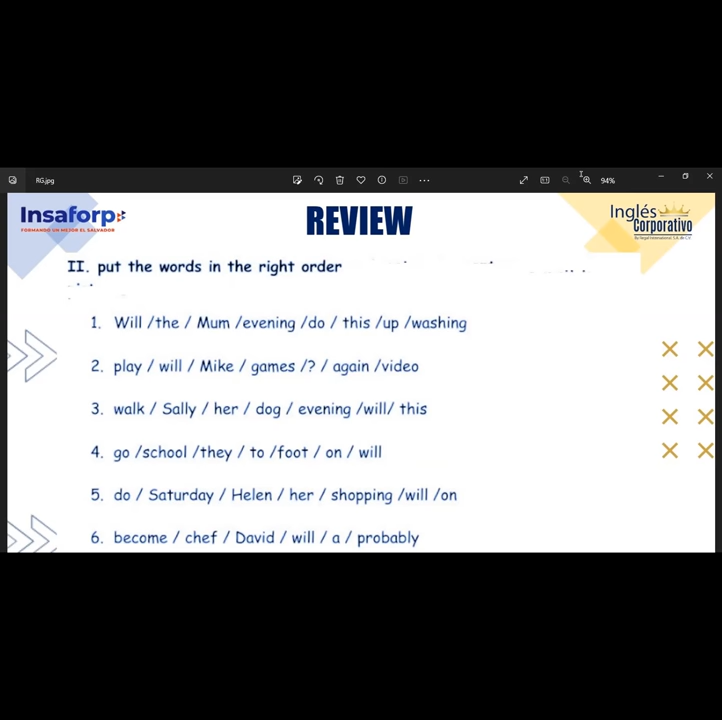 RG.jpg
94%
Insaforp
FORMANDO UN MEJOR EL SALVADOR
REVIEW
Inglés
Corporativo
II. put the words in the right order
1. Will /the / Mum /evening /do / this /up /washing
2. play / will / Mike / games /? / again /video
3. walk / Sally / her / dog / evening /will/ this
4. go /school /they / to /foot / on / will
5. do / Saturday / Helen / her / shopping /will /on
6. become / chef / David / will / a / probably